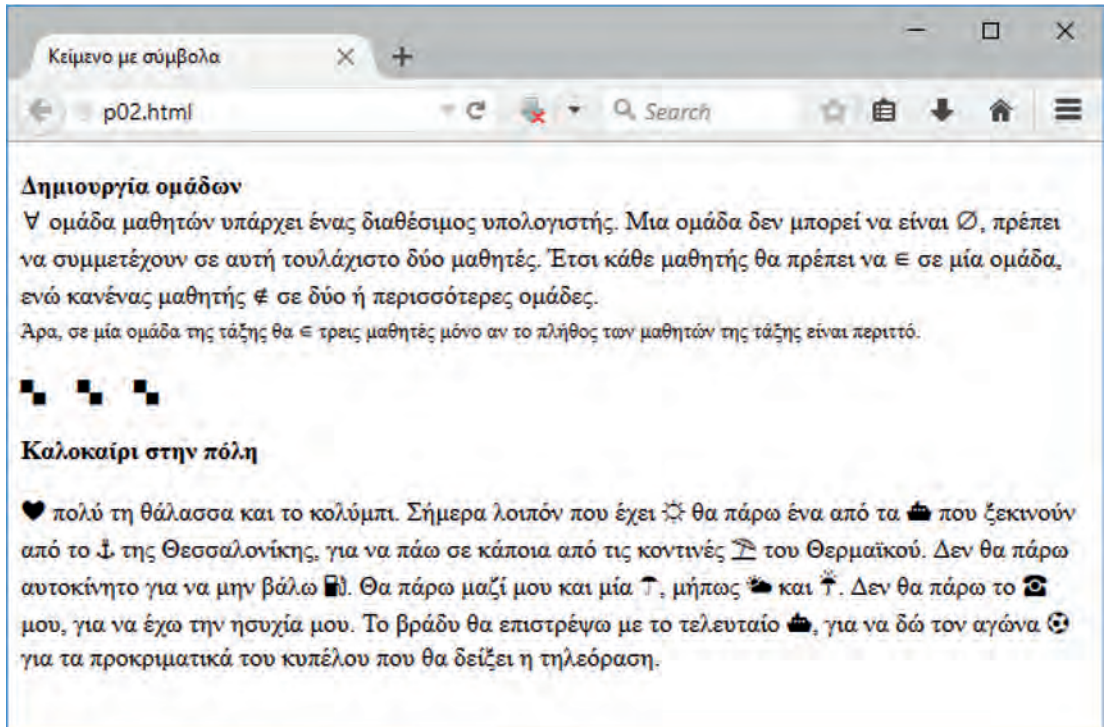 Κείμενο με σύμβολα
p02.html
Search
Δημιουργία ομάδων
∀ ομάδα μαθητών υπάρχει ένας διαθέσιμος υπολογιστής. Μια ομάδα δεν μπορεί να είναι ∅, πρέπει
να συμμετέχουν σε αυτή τουλάχιστο δύο μαθητές. Έτσι κάθε μαθητής θα πρέπει να ∈ σε μία ομάδα,
ενώ κανένας μαθητής ∉ σε δύο ή περισσότερες ομάδες.
Άρα, σε μία ομάδα της τάξης θα ∈ τρεις μαθητές μόνο αν το πλήθος των μαθητών της τάξης είναι περιττό.
▚ ▚ ▚
Καλοκαίρι στην πόλη
♥ πολύ τη θάλασσα και το κολύμπι. Σήμερα λοιπόν που έχει ☼ θα πάρω ένα από τα ⛴ που ξεκινούν
από το ⚓ της Θεσσαλονίκης, για να πάω σε κάποια από τις κοντινές ⛱ του Θερμαϊκού. Δεν θα πάρω
αυτοκίνητο για να μην βάλω ⛽. Θα πάρω μαζί μου και μία ☂, μήπως ⛅ και ☔. Δεν θα πάρω το ☎
μου, για να έχω την ησυχία μου. Το βράδυ θα επιστρέψω με το τελευταίο ⛴, για να δώ τον αγώνα ⚽
για τα προκριματικά του κυπέλου που θα δείξει η τηλεόραση.